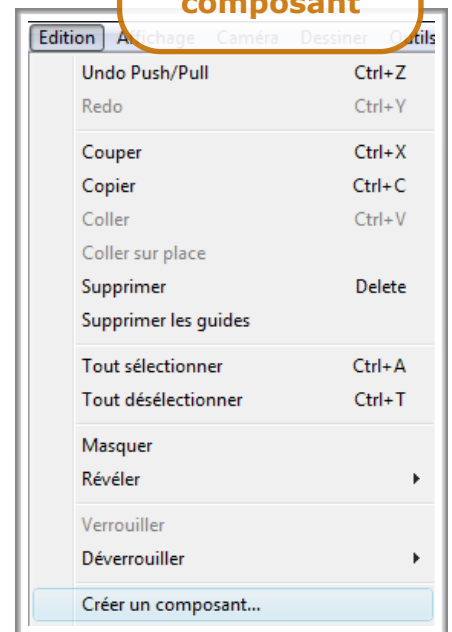 composant
Edition Affichage Caméra Dessiner Outils
Undo Push/Pull Ctrl+Z
Redo Ctrl+Y
Couper Ctrl+X
Copier Ctrl+C
Coller Ctrl+V
Coller sur place
Supprimer Delete
Supprimer les guides
Tout sélectionner Ctrl+A
Tout désélectionner Ctrl+T
Masquer
Révéler
Verrouiller
Déverrouiller
Créer un composant...